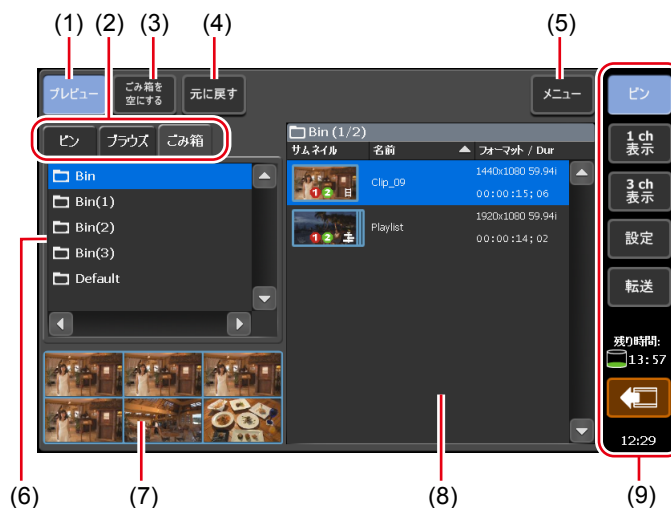 (1)
(2)
(3)
(4)
(5)
プレビュー
ごみ箱を
空にする
元に戻す
メニュー
ビン
1 ch
表示
3 ch
表示
設定
転送
残り時間:
13:57
12:29
ビン
ブラウズ
ごみ箱
Bin
Bin(1)
Bin(2)
Bin(3)
Default
Bin (1/2)
サムネイル
名前
フォーマット / Dur
Clip_09
1440x1080 59.94i
00:00:15;06
1 2
Playlist
1920x1080 59.94i
00:00:14;02
1 2
(6)
(7)
(8)
(9)